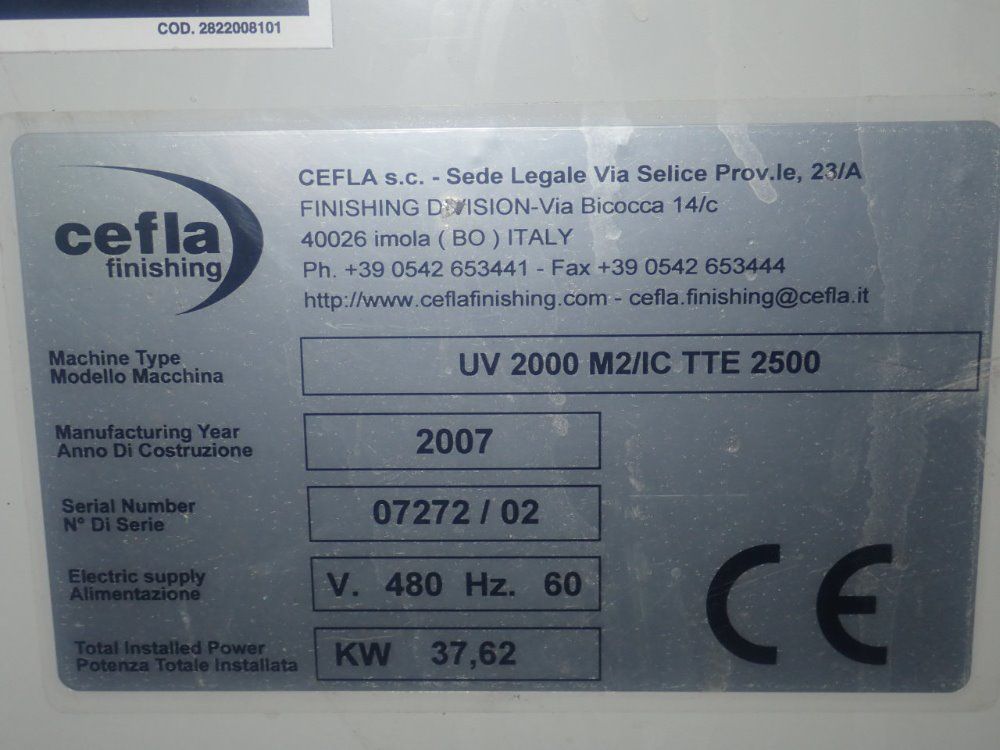 COD. 2822008101
cefla
finishing
CEFLA s.c. - Sede Legale Via Selice Prov.le, 23/A
FINISHING DIVISION-Via Bicocca 14/c
40026 imola ( BO ) ITALY
Ph. +39 0542 653441 - Fax +39 0542 653444
http://www.ceflafinishing.com - cefla.finishing@cefla.it
Machine Type
Modello Macchina
UV 2000 M2/IC TTE 2500
Manufacturing Year
Anno Di Costruzione
2007
Serial Number
N° Di Serie
07272 / 02
Electric supply
Alimentazione
V. 480 Hz. 60
Total Installed Power
Potenza Totale Installata
KW 37,62
CE